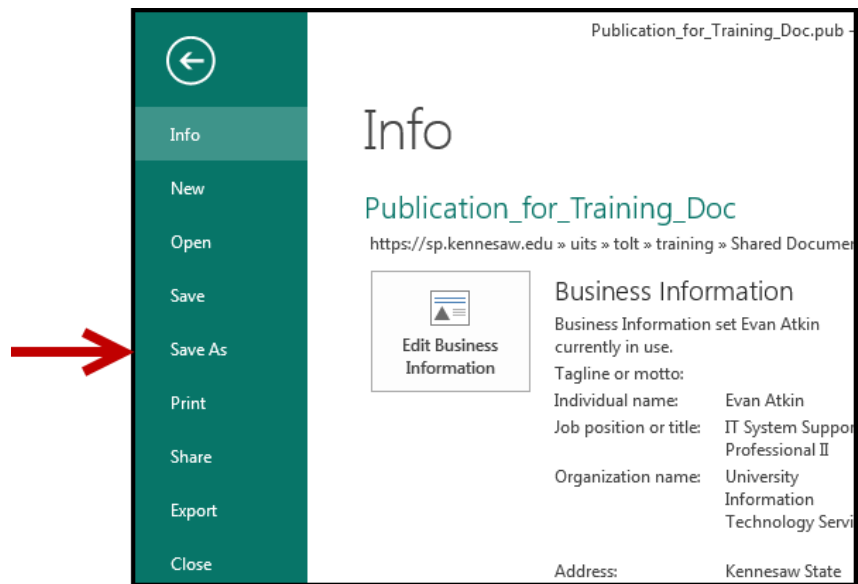 Publication_for_Training_Doc.pub -
Info
New
Open
Save
Save As
Print
Share
Export
Close
Info
Publication_for_Training_Doc
https://sp.kennesaw.edu » uits » tolt » training » Shared Documen
Edit Business
Information
Business Information
Business Information set Evan Atkin
currently in use.
Tagline or motto:
Individual name: Evan Atkin
Job position or title: IT System Suppor
Professional II
Organization name: University
Information
Technology Servi
Address: Kennesaw State